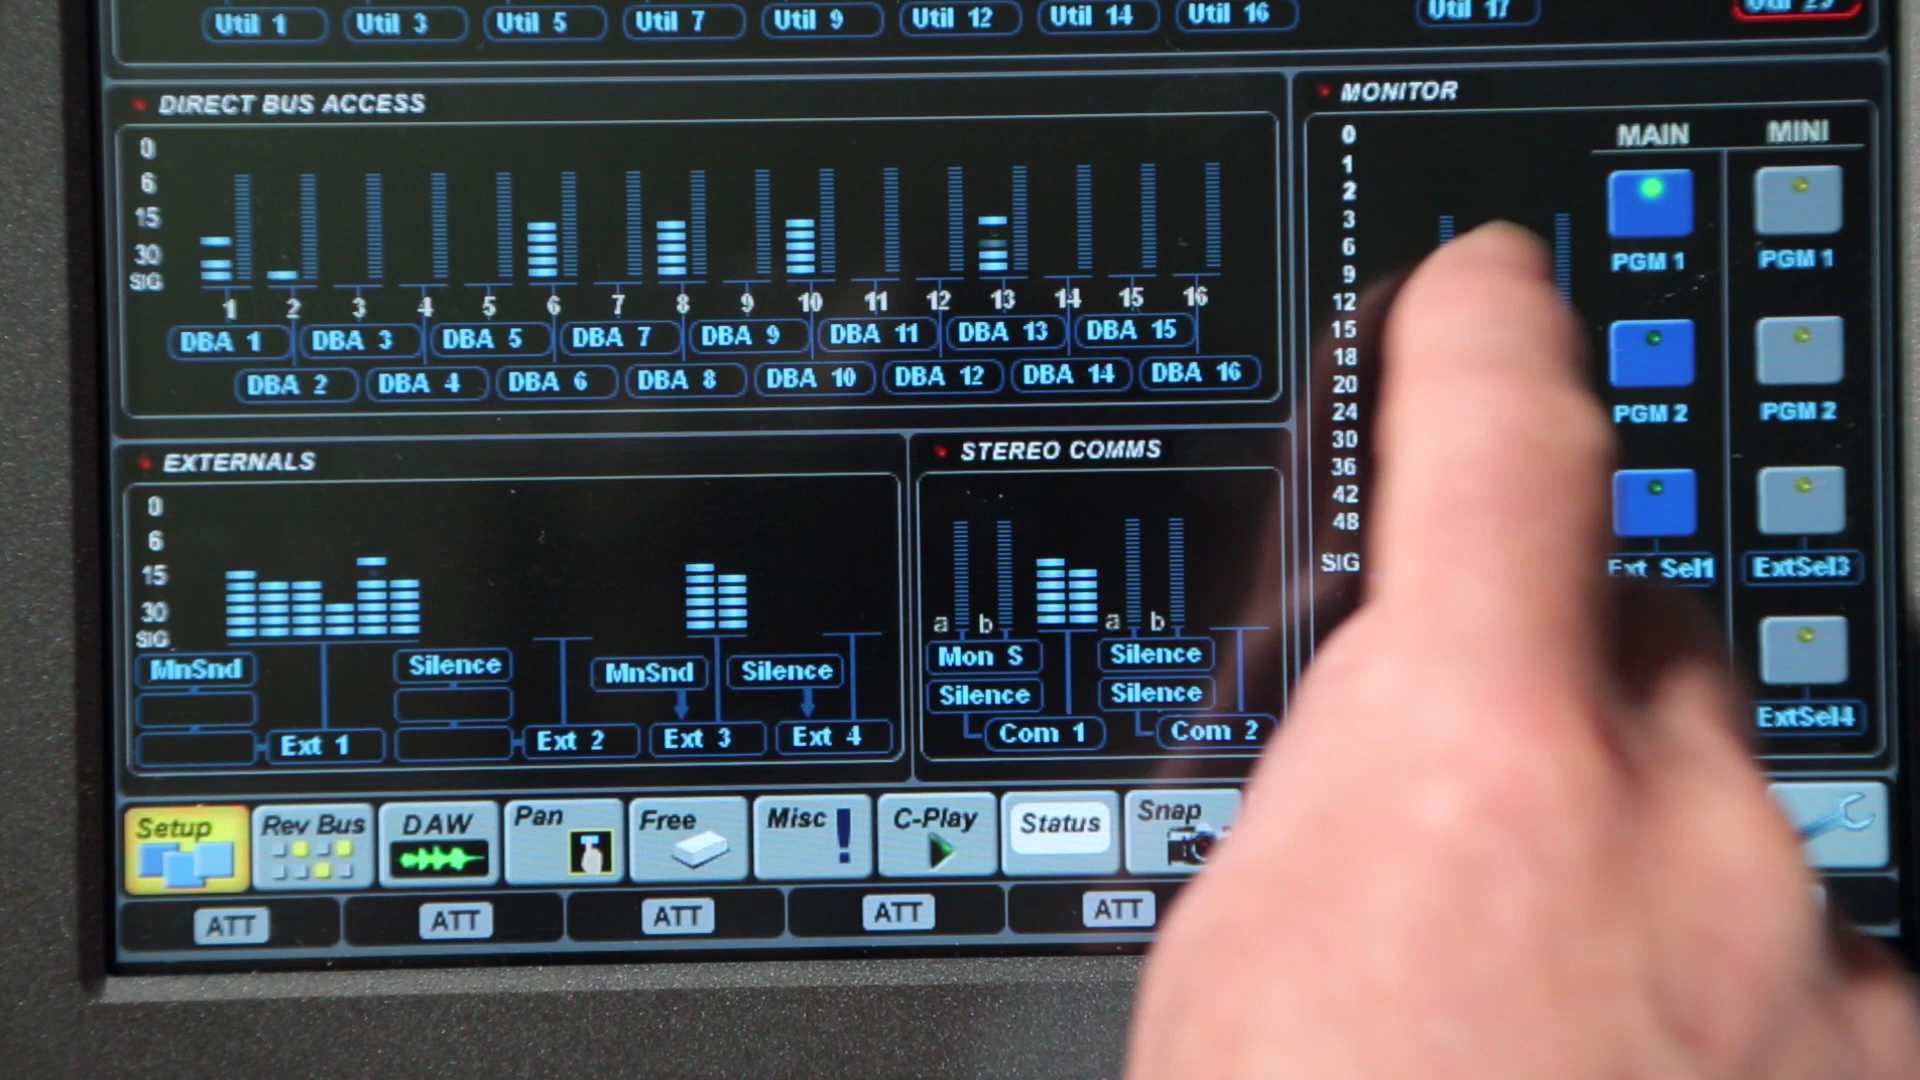 Util 1 Util 3 Util 5 Util 7 Util 9 Util 12 Util 14 Util 16 Util 17
DIRECT BUS ACCESS
0
6
15
30
SIG
1 2 3 4 5 6 7 8 9 10 11 12 13 14 15 16
DBA 1 DBA 3 DBA 5 DBA 7 DBA 9 DBA 11 DBA 13 DBA 15
DBA 2 DBA 4 DBA 6 DBA 8 DBA 10 DBA 12 DBA 14 DBA 16
MONITOR
0
1
2
3
6
9
12
15
18
20
24
30
36
42
48
SIG
MAIN MINI
PGM 1 PGM 1
PGM 2 PGM 2
Ext Sel1 ExtSel3
ExtSel4
EXTERNALS
0
6
15
30
SIG
MnSnd Silence MnSnd Silence
Ext 1 Ext 2 Ext 3 Ext 4
STEREO COMMS
a b a b
Mon S Silence
Silence Silence
Com 1 Com 2
Setup Rev Bus DAW Pan Free Misc ! C-Play Status Snap
ATT ATT ATT ATT ATT